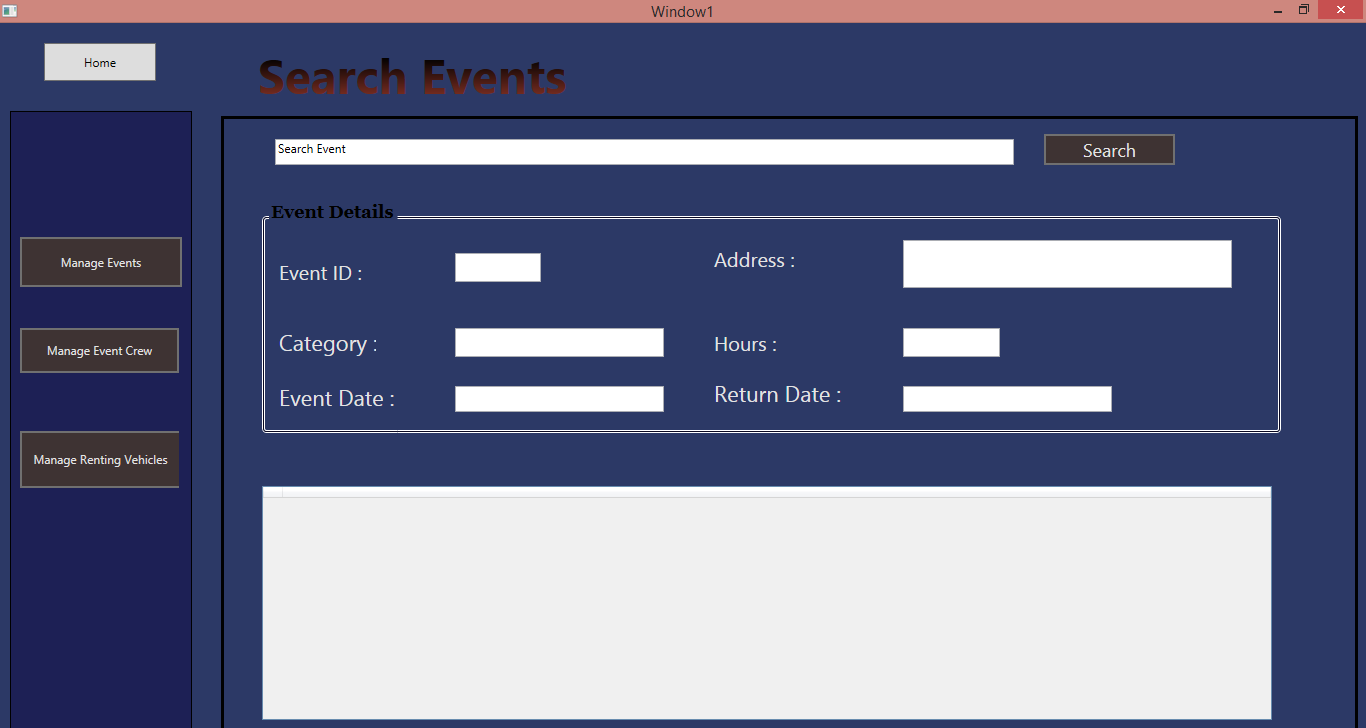 Window1
Home
Search Events
Search Event
Search
Event Details
Event ID :
Address :
Manage Events
Category :
Hours :
Manage Event Crew
Event Date :
Return Date :
Manage Renting Vehicles